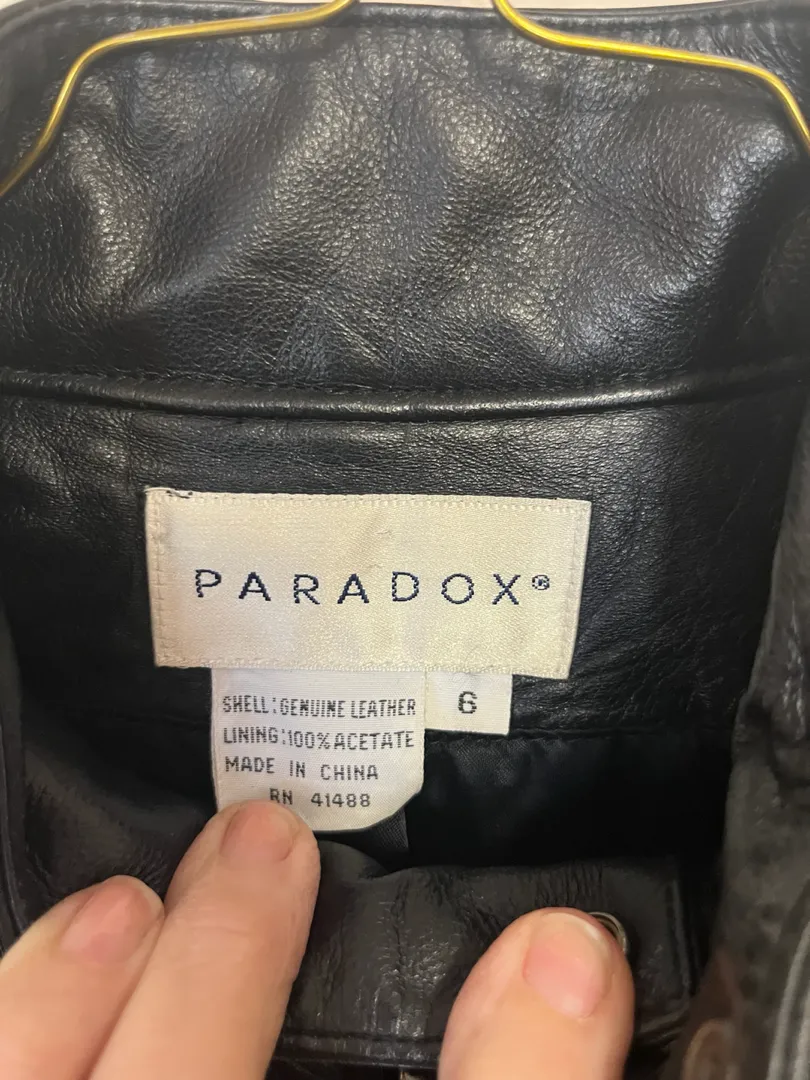 PARADOX®
6
SHELL:GENUINE LEATHER
LINING:100% ACETATE
MADE IN CHINA
RN 41488